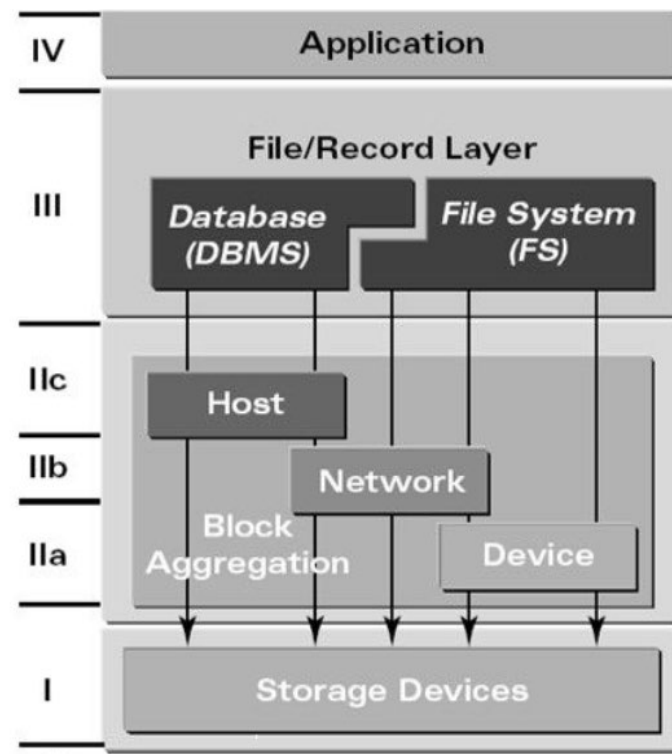 IV
Application
III
File/Record Layer
Database
(DBMS)
File System
(FS)
IIc
Host
IIb
Network
IIa
Block
Aggregation
Device
I
Storage Devices